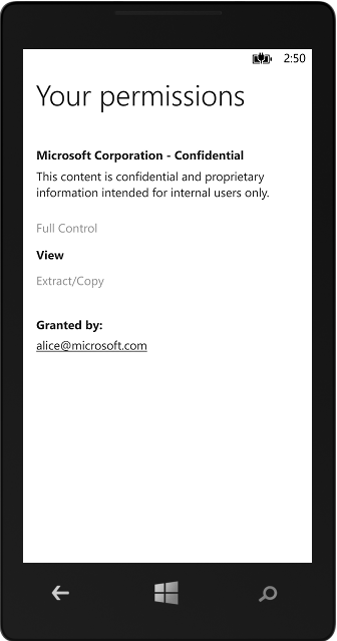 2:50
Your permissions
Microsoft Corporation - Confidential
This content is confidential and proprietary
information intended for internal users only.
Full Control
View
Extract/Copy
Granted by:
alice@microsoft.com